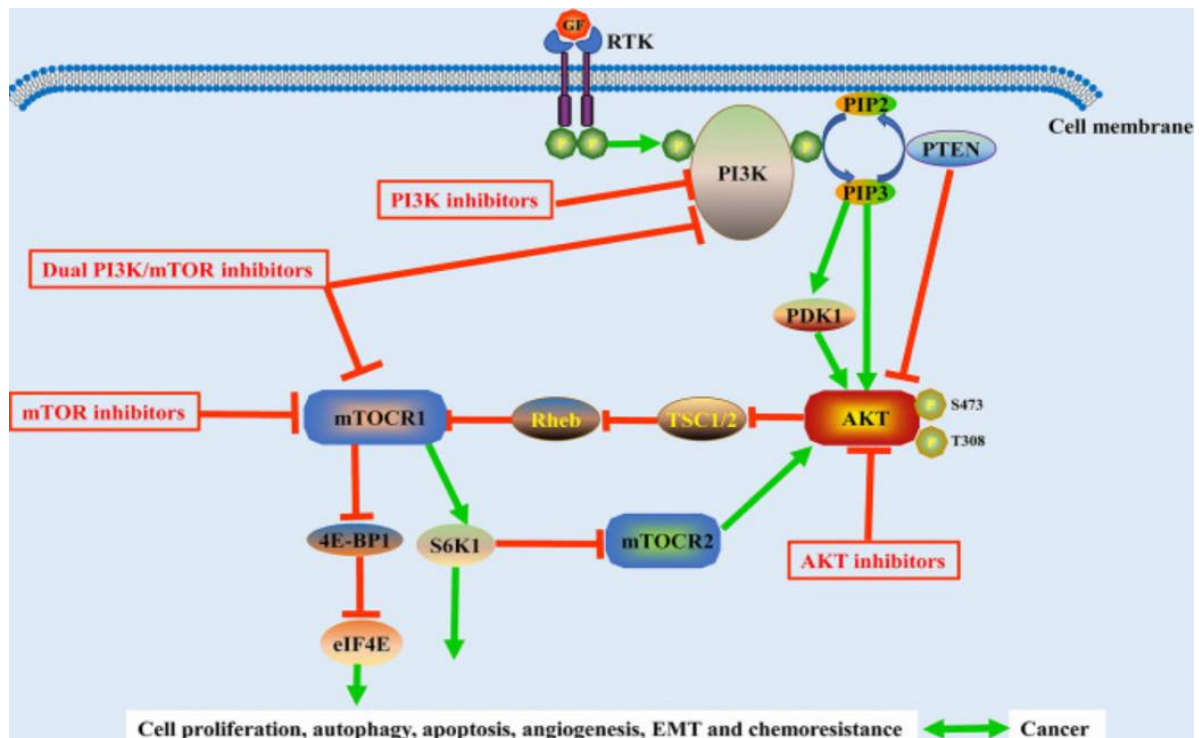 GF
RTK
PIP2
Cell membrane
P P P P
PI3K
PTEN
PIP3
PI3K inhibitors
Dual PI3K/mTOR inhibitors
PDK1
mTOR inhibitors
mTOCR1
Rheb
TSC1/2
AKT
P S473
P T308
4E-BP1
S6K1
mTOCR2
AKT inhibitors
eIF4E
Cell proliferation, autophagy, apoptosis, angiogenesis, EMT and chemoresistance
Cancer